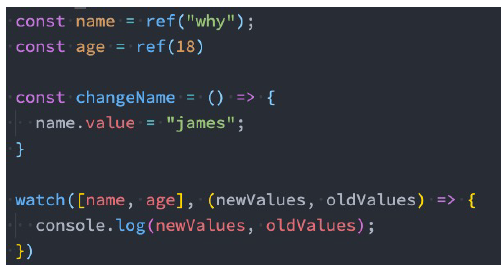 const name = ref("why");
const age = ref(18)
const changeName = () => {
name.value = "james";
}
watch([name, age], (newValues, oldValues) => {
console.log(newValues, oldValues);
})